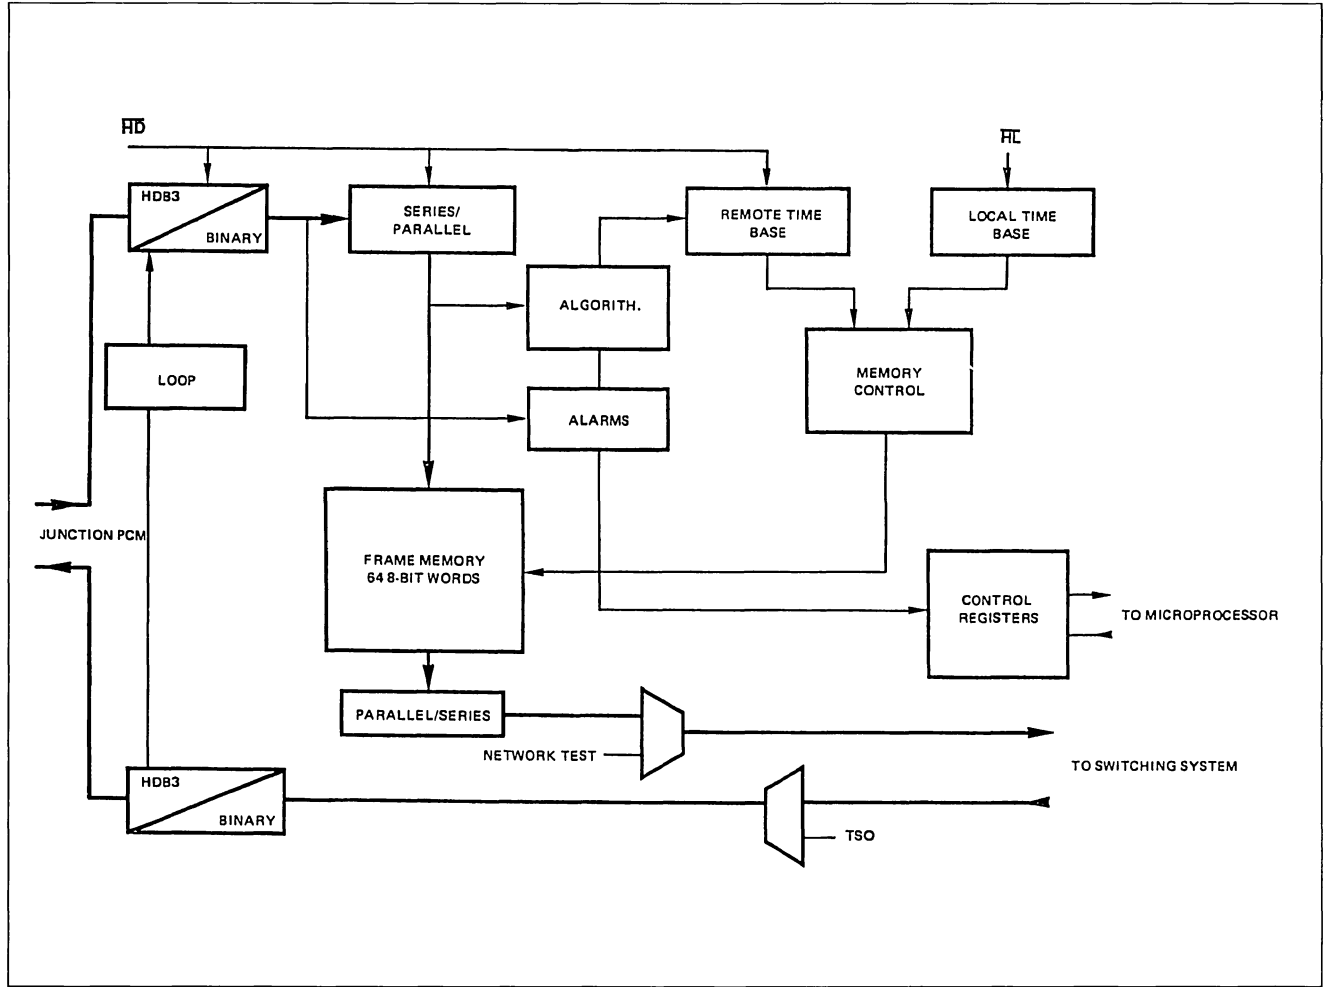 HD
HL
HDB3
BINARY
SERIES/
PARALLEL
REMOTE TIME
BASE
LOCAL TIME
BASE
ALGORITH.
LOOP
MEMORY
CONTROL
ALARMS
JUNCTION PCM
FRAME MEMORY
64 8-BIT WORDS
CONTROL
REGISTERS
TO MICROPROCESSOR
PARALLEL/SERIES
NETWORK TEST
TO SWITCHING SYSTEM
HDB3
BINARY
TSO